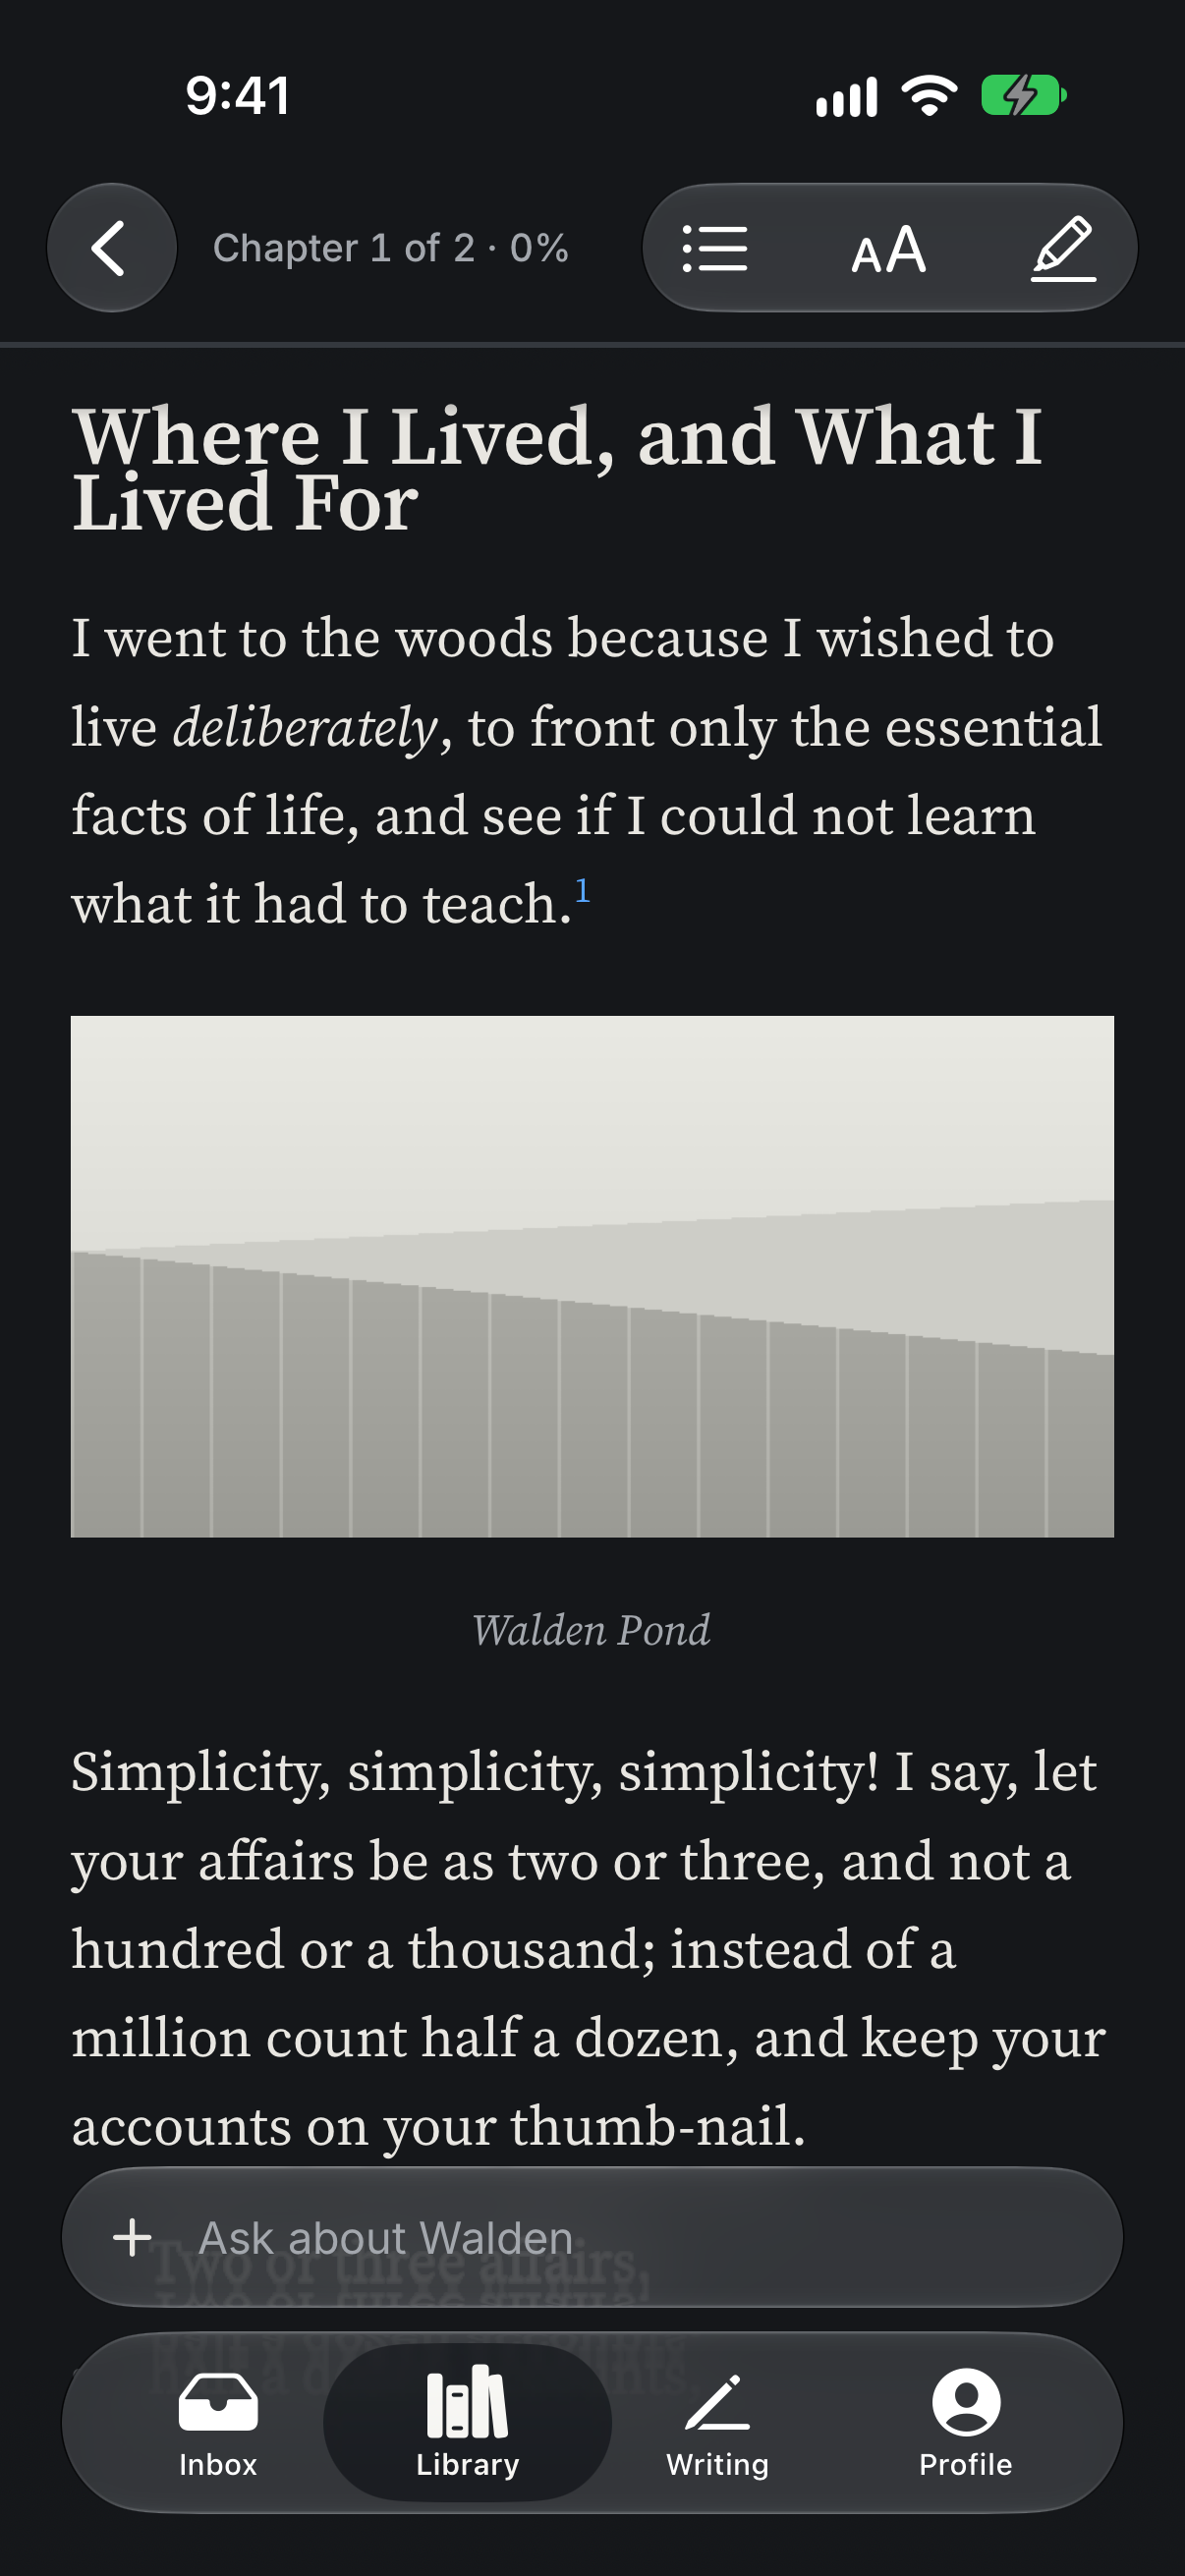 9:41
Chapter 1 of 2 · 0%
AA
Where I Lived, and What I
Lived For
I went to the woods because I wished to
live deliberately, to front only the essential
facts of life, and see if I could not learn
what it had to teach.1
Walden Pond
Simplicity, simplicity, simplicity! I say, let
your affairs be as two or three, and not a
hundred or a thousand; instead of a
million count half a dozen, and keep your
accounts on your thumb-nail.
Ask about Walden
Two or three affairs,
Inbox
Library
Writing
Profile